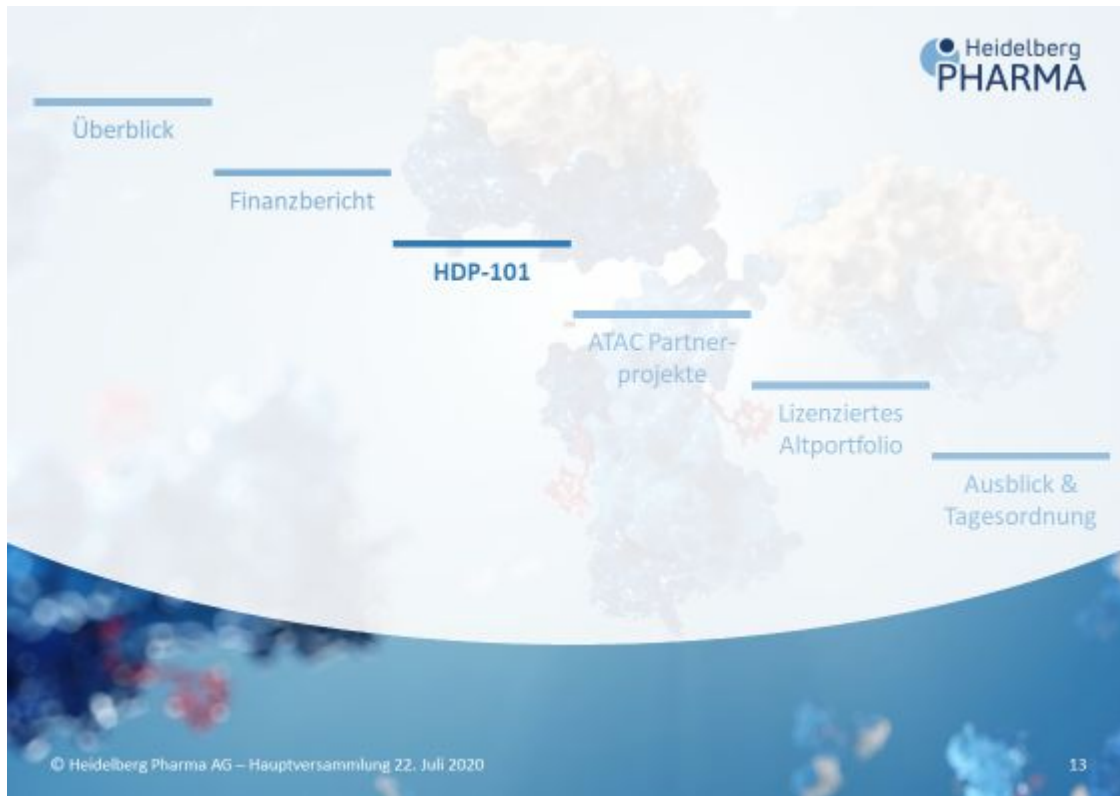 Heidelberg
PHARMA
Überblick
Finanzbericht
HDP-101
ATAC Partner-
projekte
Lizenziertes
Altportfolio
Ausblick &
Tagesordnung
© Heidelberg Pharma AG – Hauptversammlung 22. Juli 2020
13